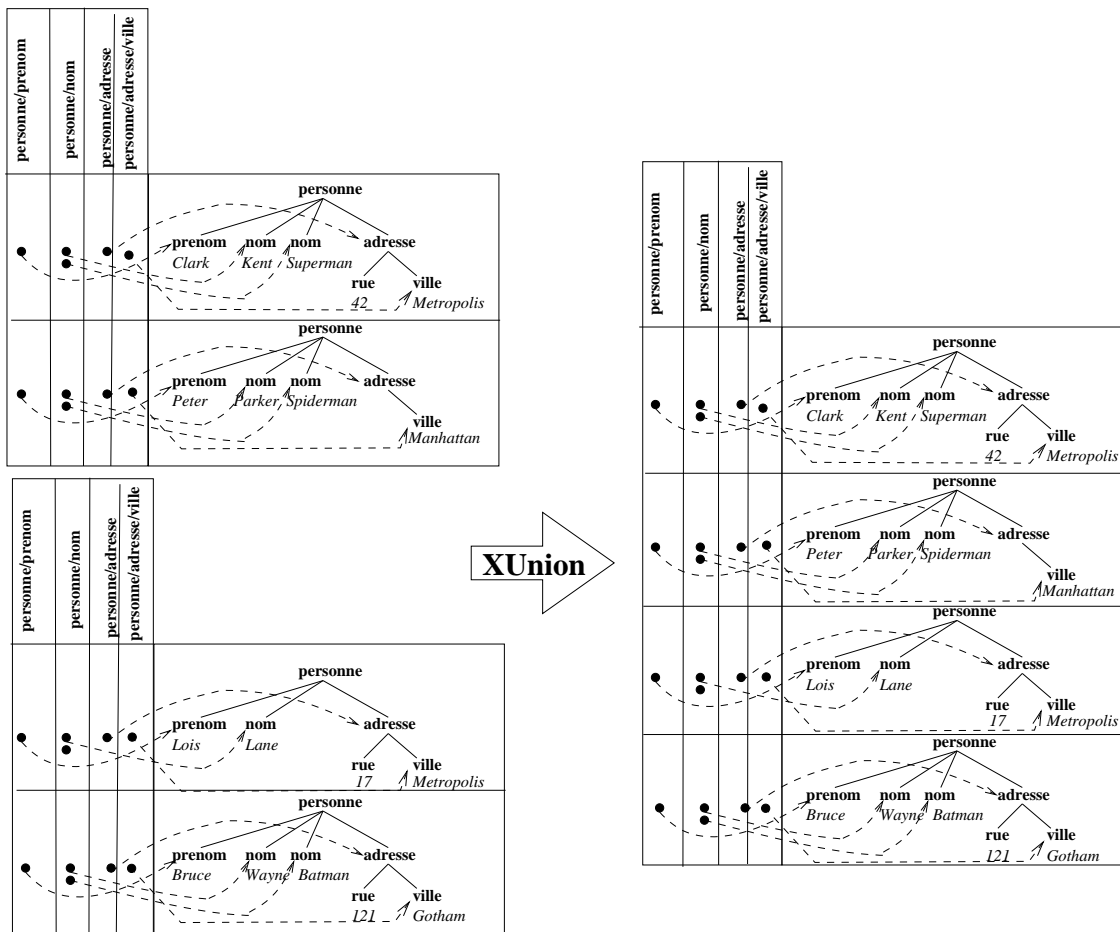 personne/prenom
personne/nom
personne/adresse
personne/adresse/ville
personne
prenom nom nom adresse
Clark Kent Superman
rue ville
42 Metropolis
personne
prenom nom nom adresse
Peter Parker Spiderman
ville
Manhattan
personne/prenom
personne/nom
personne/adresse
personne/adresse/ville
personne
prenom nom adresse
Lois Lane
rue ville
17 Metropolis
personne
prenom nom nom adresse
Bruce Wayne Batman
rue ville
121 Gotham
XUnion
personne/prenom
personne/nom
personne/adresse
personne/adresse/ville
personne
prenom nom nom adresse
Clark Kent Superman
rue ville
42 Metropolis
personne
prenom nom nom adresse
Peter Parker Spiderman
ville
Manhattan
personne
prenom nom adresse
Lois Lane
rue ville
17 Metropolis
personne
prenom nom nom adresse
Bruce Wayne Batman
rue ville
121 Gotham